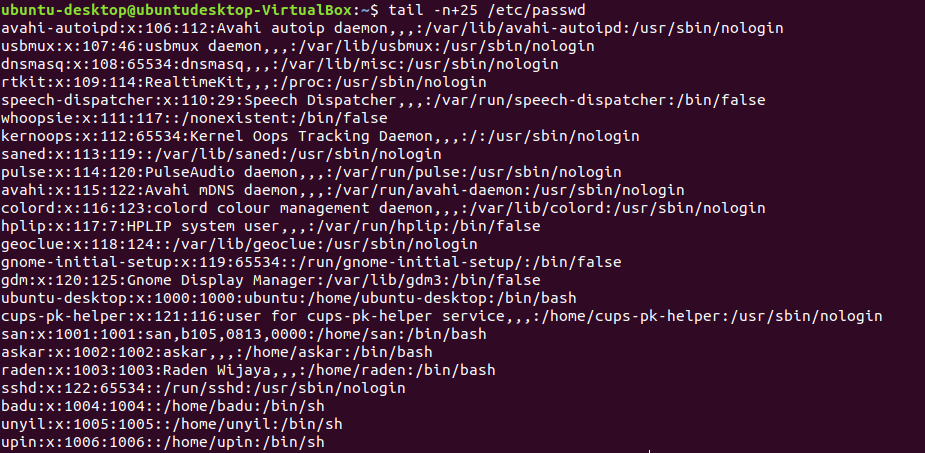 ubuntu-desktop@ubuntudesktop-VirtualBox:~$ tail -n+25 /etc/passwd
avahi-autoipd:x:106:112:Avahi autoip daemon,,,:/var/lib/avahi-autoipd:/usr/sbin/nologin
usbmux:x:107:46:usbmux daemon,,,:/var/lib/usbmux:/usr/sbin/nologin
dnsmasq:x:108:65534:dnsmasq,,,:/var/lib/misc:/usr/sbin/nologin
rtkit:x:109:114:RealtimeKit,,,:/proc:/usr/sbin/nologin
speech-dispatcher:x:110:29:Speech Dispatcher,,,:/var/run/speech-dispatcher:/bin/false
whoopsie:x:111:117::/nonexistent:/bin/false
kernoops:x:112:65534:Kernel Oops Tracking Daemon,,,:/:/usr/sbin/nologin
saned:x:113:119::/var/lib/saned:/usr/sbin/nologin
pulse:x:114:120:PulseAudio daemon,,,:/var/run/pulse:/usr/sbin/nologin
avahi:x:115:122:Avahi mDNS daemon,,,:/var/run/avahi-daemon:/usr/sbin/nologin
colord:x:116:123:colord colour management daemon,,,:/var/lib/colord:/usr/sbin/nologin
hplip:x:117:7:HPLIP system user,,,:/var/run/hplip:/bin/false
geoclue:x:118:124::/var/lib/geoclue:/usr/sbin/nologin
gnome-initial-setup:x:119:65534::/run/gnome-initial-setup/:/bin/false
gdm:x:120:125:Gnome Display Manager:/var/lib/gdm3:/bin/false
ubuntu-desktop:x:1000:1000:ubuntu:/home/ubuntu-desktop:/bin/bash
cups-pk-helper:x:121:116:user for cups-pk-helper service,,,:/home/cups-pk-helper:/usr/sbin/nologin
san:x:1001:1001:san,b105,0813,0000:/home/san:/bin/bash
askar:x:1002:1002:askar,,,:/home/askar:/bin/bash
raden:x:1003:1003:Raden Wijaya,,,:/home/raden:/bin/bash
sshd:x:122:65534::/run/sshd:/usr/sbin/nologin
badu:x:1004:1004::/home/badu:/bin/sh
unyil:x:1005:1005::/home/unyil:/bin/sh
upin:x:1006:1006::/home/upin:/bin/sh